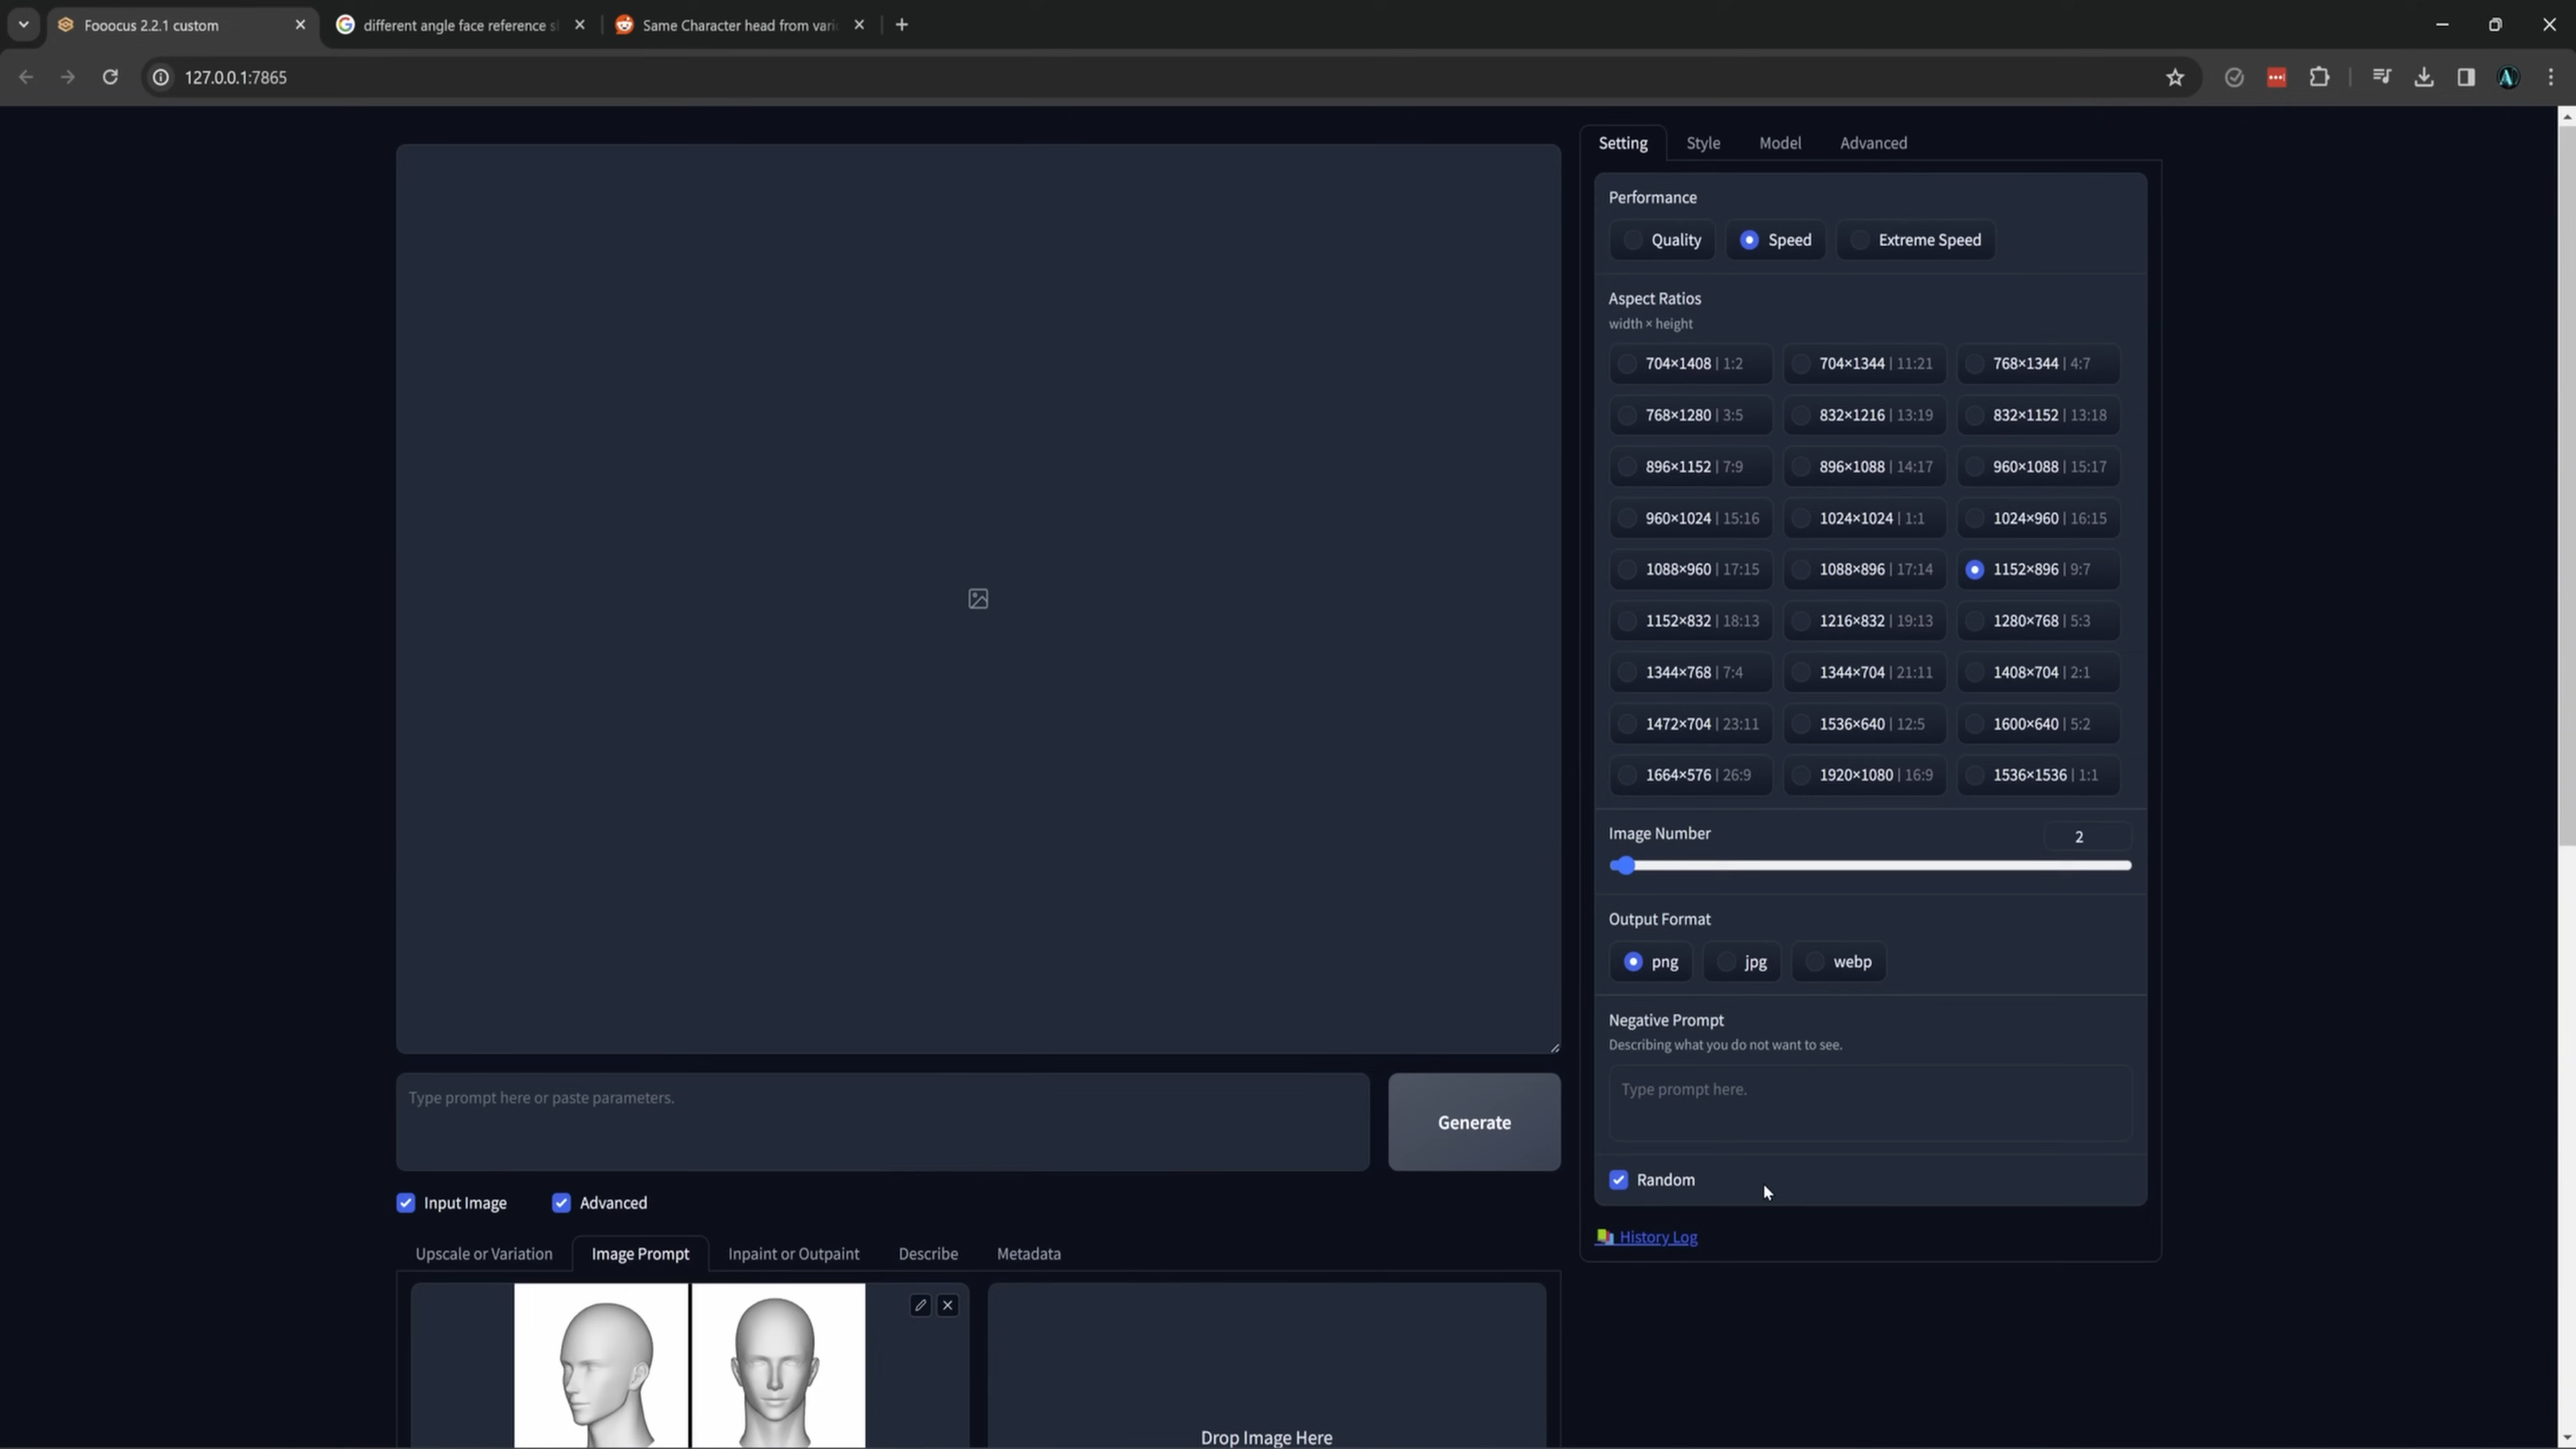 Fooocus 2.2.1 custom
different angle face reference s
Same Character head from vari
127.0.0.1:7865
Setting
Style
Model
Advanced
Performance
Quality
Speed
Extreme Speed
Aspect Ratios
width × height
704×1408 | 1:2
704×1344 | 11:21
768×1344 | 4:7
768×1280 | 3:5
832×1216 | 13:19
832×1152 | 13:18
896×1152 | 7:9
896×1088 | 14:17
960×1088 | 15:17
960×1024 | 15:16
1024×1024 | 1:1
1024×960 | 16:15
1088×960 | 17:15
1088×896 | 17:14
1152×896 | 9:7
1152×832 | 18:13
1216×832 | 19:13
1280×768 | 5:3
1344×768 | 7:4
1344×704 | 21:11
1408×704 | 2:1
1472×704 | 23:11
1536×640 | 12:5
1600×640 | 5:2
1664×576 | 26:9
1920×1080 | 16:9
1536×1536 | 1:1
Image Number
2
Output Format
png
jpg
webp
Negative Prompt
Describing what you do not want to see.
Type prompt here.
Random
History Log
Type prompt here or paste parameters.
Generate
Input Image
Advanced
Upscale or Variation
Image Prompt
Inpaint or Outpaint
Describe
Metadata
Drop Image Here